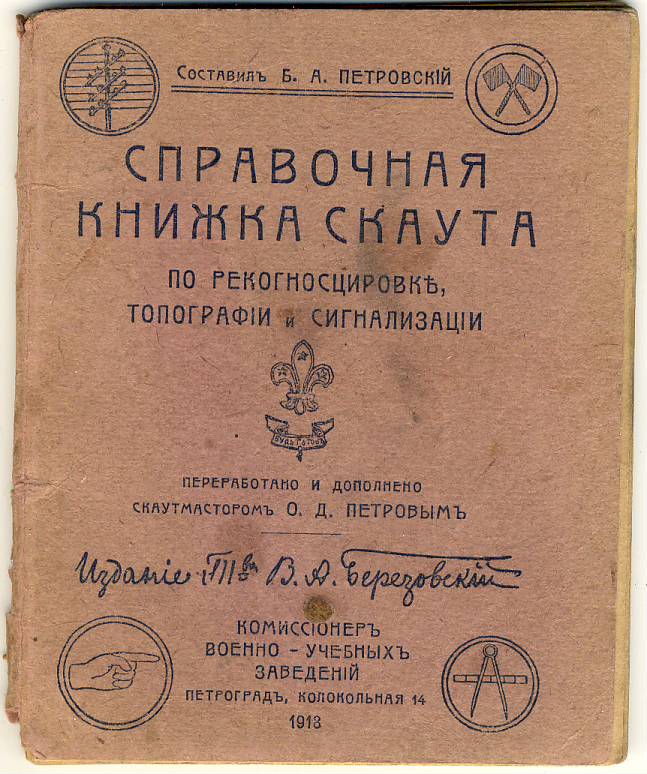 Составилъ Б. А. ПЕТРОВСКІЙ
СПРАВОЧНАЯ
КНИЖКА СКАУТА
ПО РЕКОГНОСЦИРОВКѢ,
ТОПОГРАФІИ и СИГНАЛИЗАЦІИ
БУДЬ ГОТОВЪ
ПЕРЕРАБОТАНО И ДОПОЛНЕНО
СКАУТМАСТОРОМЪ О. Д. ПЕТРОВЫМЪ
Изданіе Т-ва В. А. Березовскій
КОМИССІОНЕРЪ
ВОЕННО - УЧЕБНЫХЪ
ЗАВЕДЕНІЙ
ПЕТРОГРАДЪ, КОЛОКОЛЬНАЯ 14
1918